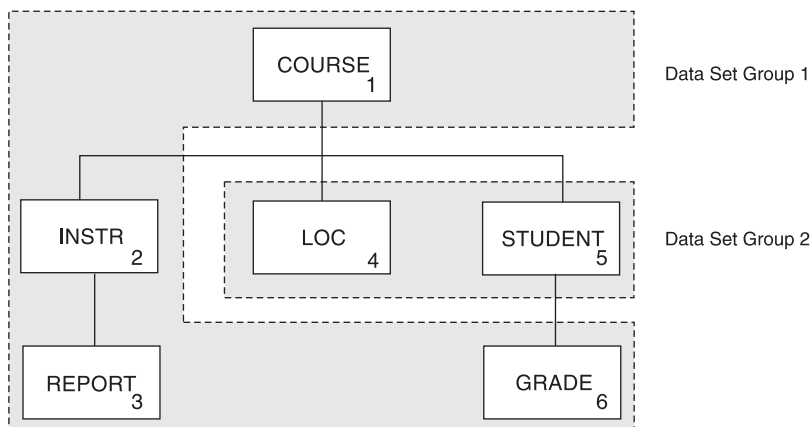 COURSE
1
Data Set Group 1
INSTR
2
LOC
4
STUDENT
5
Data Set Group 2
REPORT
3
GRADE
6